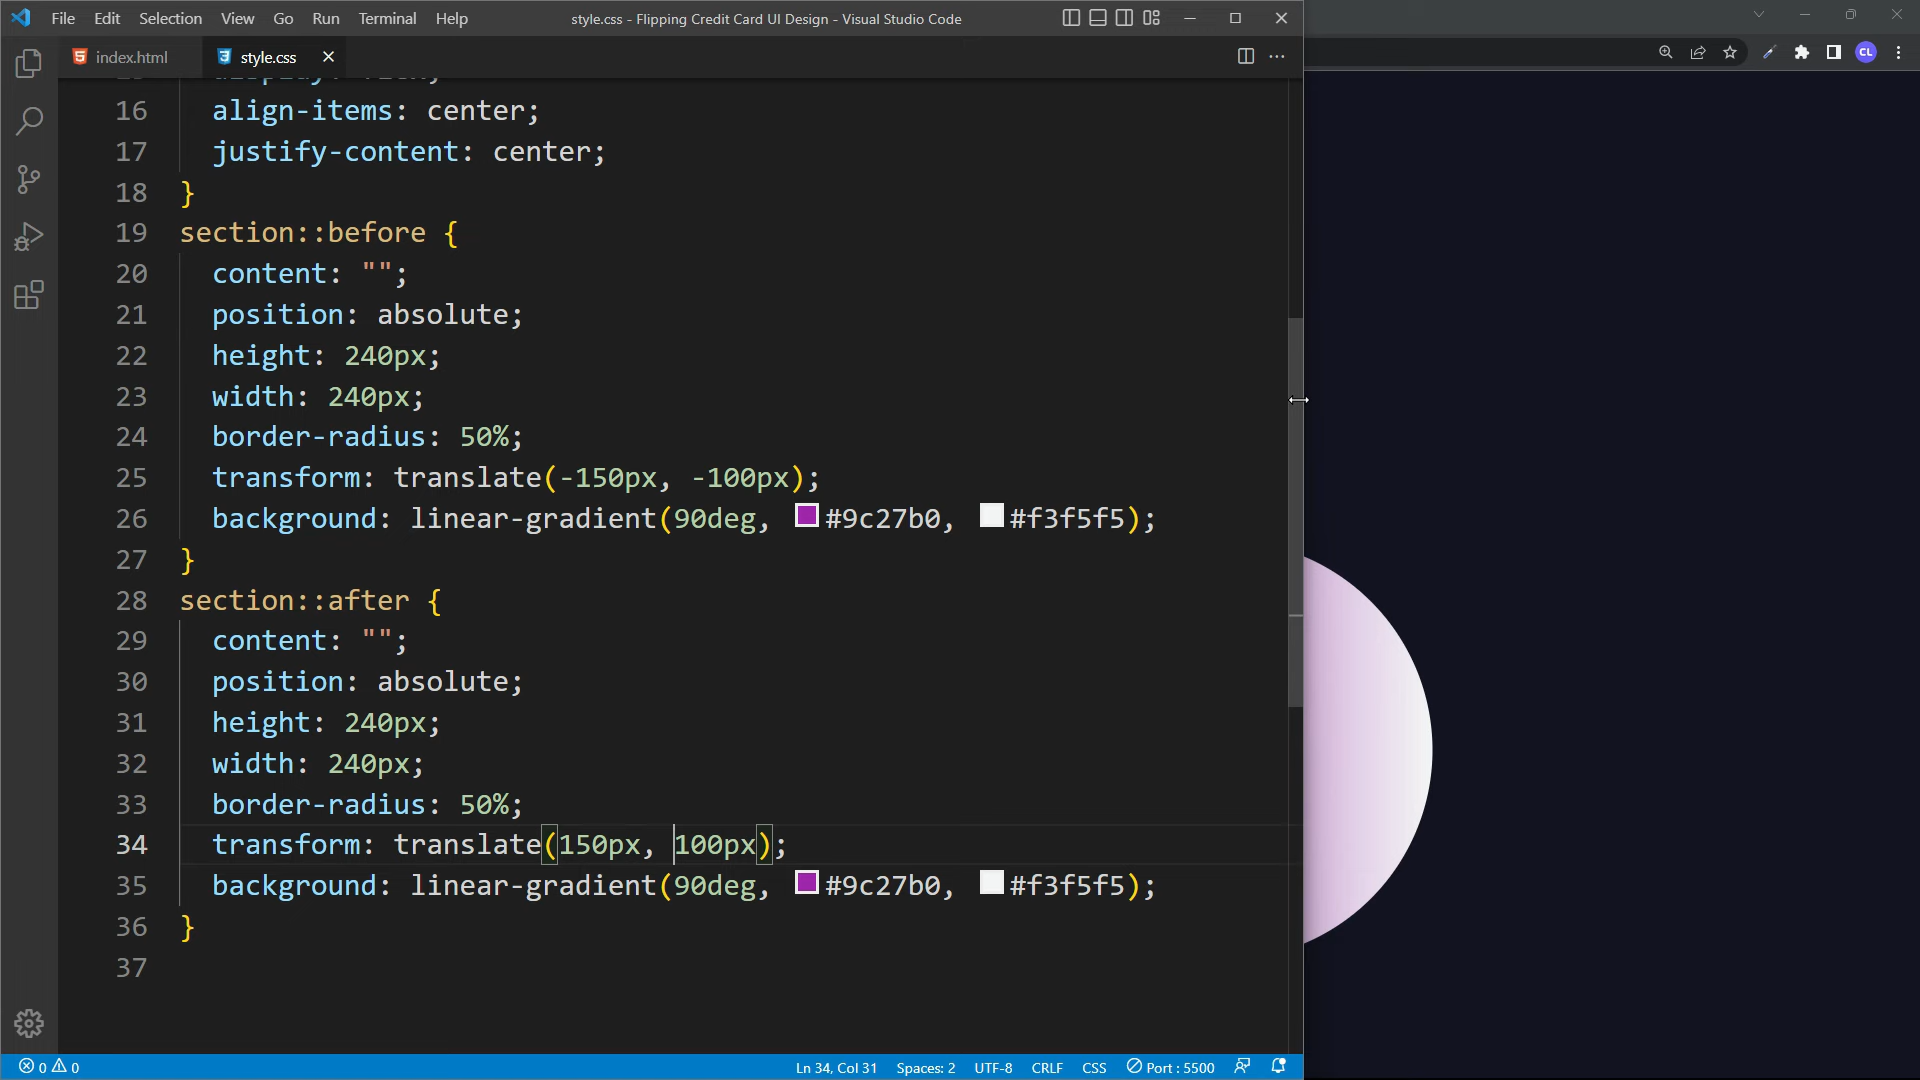 File Edit Selection View Go Run Terminal Help style.css - Flipping Credit Card UI Design - Visual Studio Code
index.html style.css
CL
16 align-items: center;
17 justify-content: center;
18 }
19 section::before {
20 content: "";
21 position: absolute;
22 height: 240px;
23 width: 240px;
24 border-radius: 50%;
25 transform: translate(-150px, -100px);
26 background: linear-gradient(90deg, #9c27b0, #f3f5f5);
27 }
28 section::after {
29 content: "";
30 position: absolute;
31 height: 240px;
32 width: 240px;
33 border-radius: 50%;
34 transform: translate(150px, 100px);
35 background: linear-gradient(90deg, #9c27b0, #f3f5f5);
36 }
37
0 0 Ln 34, Col 31 Spaces: 2 UTF-8 CRLF CSS Port : 5500